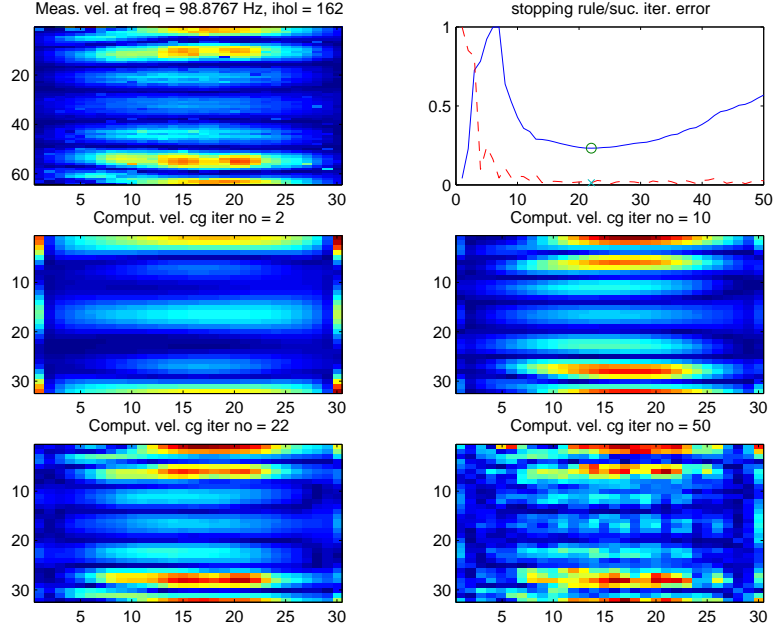 Meas. vel. at freq = 98.8767 Hz, ihol = 162
20
40
60
5 10 15 20 25 30
stopping rule/suc. iter. error
1
0.5
0
0 10 20 30 40 50
Comput. vel. cg iter no = 2
10
20
30
5 10 15 20 25 30
Comput. vel. cg iter no = 10
10
20
30
5 10 15 20 25 30
Comput. vel. cg iter no = 22
10
20
30
5 10 15 20 25 30
Comput. vel. cg iter no = 50
10
20
30
5 10 15 20 25 30